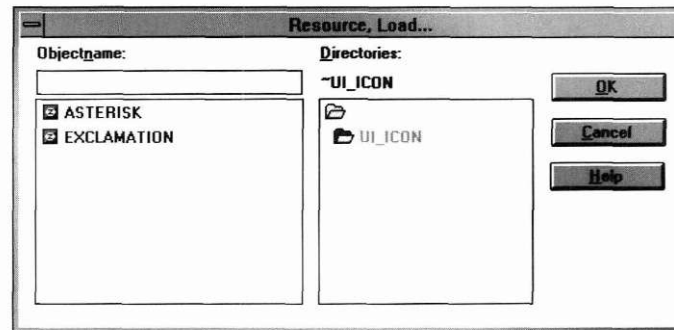 Resource, Load...
Objectname:
Directories:
~UI_ICON
ASTERISK
EXCLAMATION
UI_ICON
OK
Cancel
Help